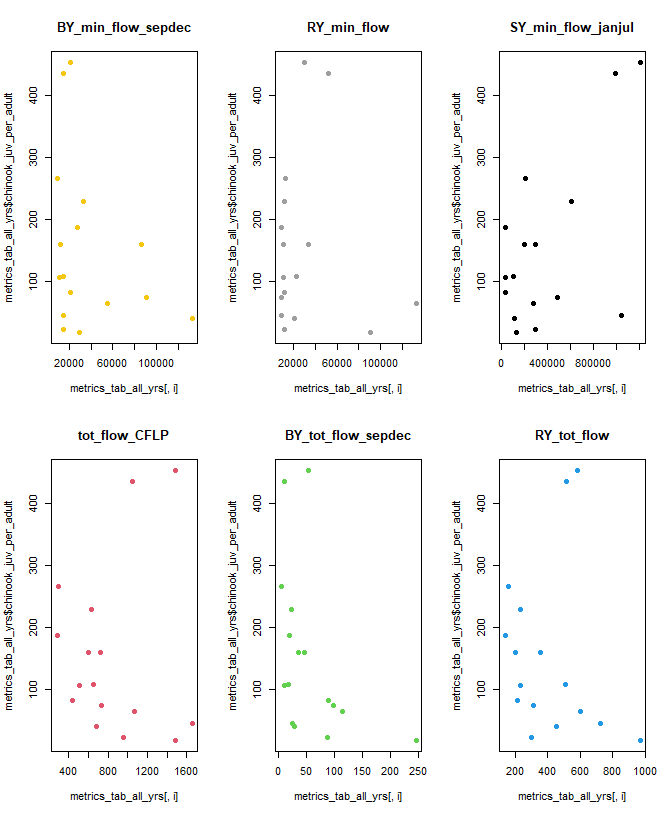 BY_min_flow_sepdec
RY_min_flow
SY_min_flow_janjul
metrics_tab_all_yrs$chinook_juv_per_adult
100 200 300 400
metrics_tab_all_yrs$chinook_juv_per_adult
100 200 300 400
metrics_tab_all_yrs$chinook_juv_per_adult
100 200 300 400
20000 60000 100000
20000 60000 100000
0 400000 800000
metrics_tab_all_yrs[, i]
metrics_tab_all_yrs[, i]
metrics_tab_all_yrs[, i]
tot_flow_CFLP
BY_tot_flow_sepdec
RY_tot_flow
metrics_tab_all_yrs$chinook_juv_per_adult
100 200 300 400
metrics_tab_all_yrs$chinook_juv_per_adult
100 200 300 400
metrics_tab_all_yrs$chinook_juv_per_adult
100 200 300 400
400 800 1200 1600
0 50 100 150 200 250
200 400 600 800 1000
metrics_tab_all_yrs[, i]
metrics_tab_all_yrs[, i]
metrics_tab_all_yrs[, i]